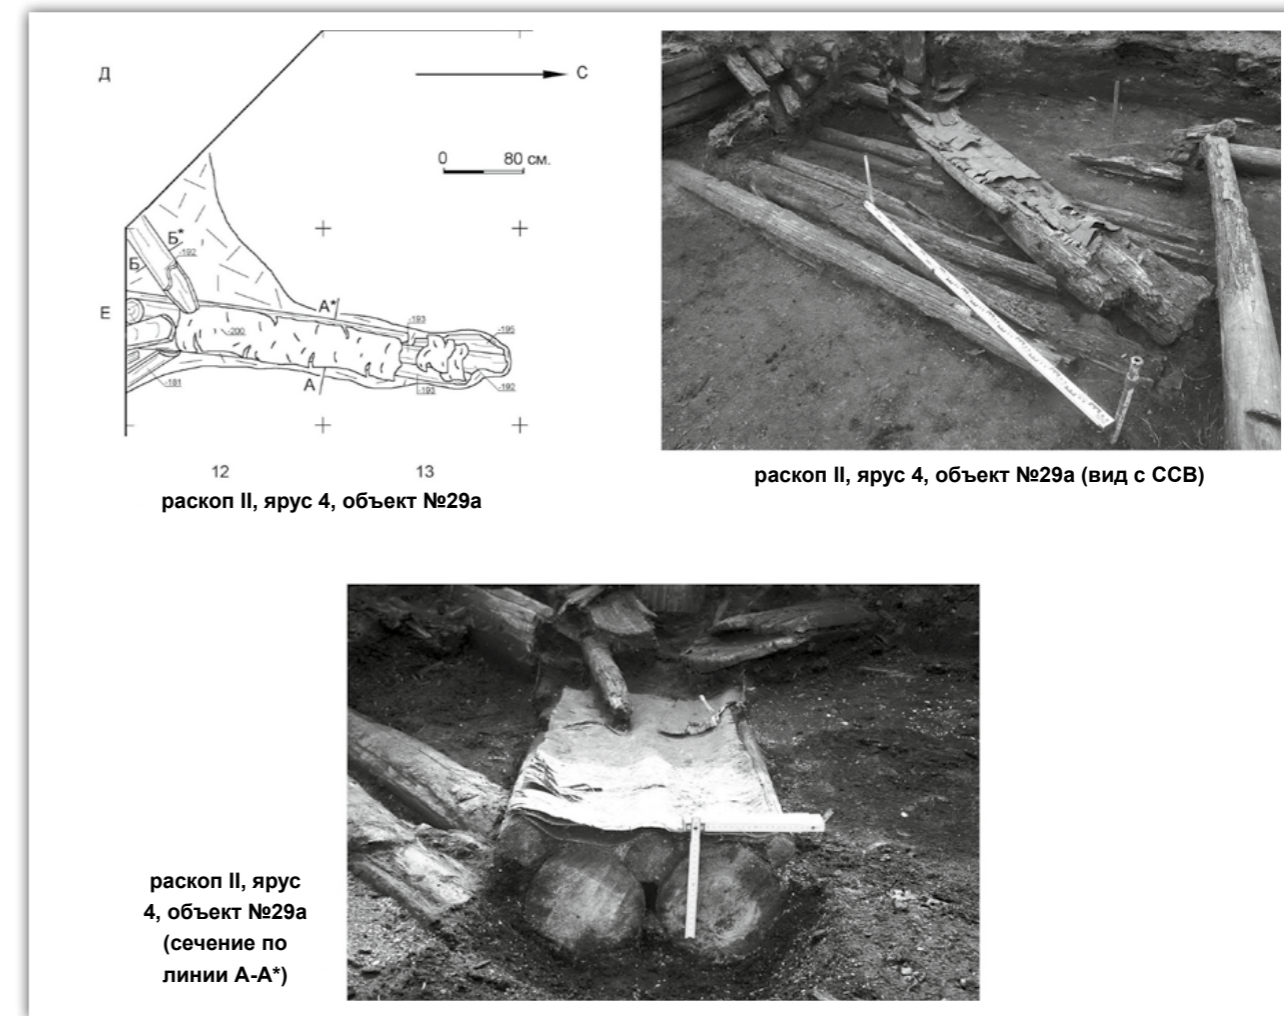 Д
С
0 80 см.
Б*
-192
Б
Е
А*
-193
-195
-200
А
-181
-193
-192
12 13
раскоп II, ярус 4, объект №29а
раскоп II, ярус 4, объект №29а (вид с ССВ)
раскоп II, ярус
4, объект №29а
(сечение по
линии А-А*)